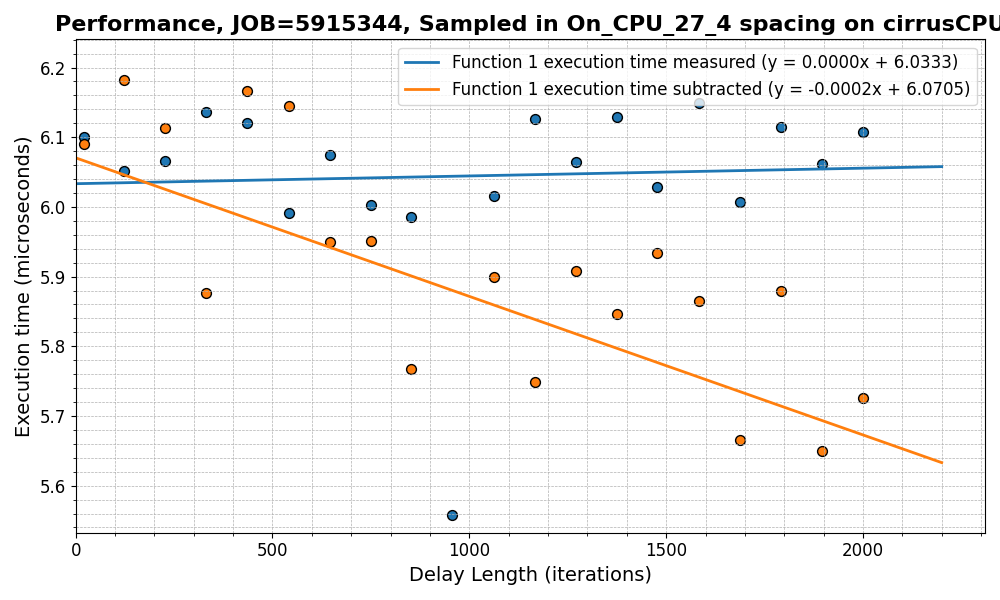 Performance, JOB=5915344, Sampled in On_CPU_27_4 spacing on cirrusCPU
Function 1 execution time measured (y = 0.0000x + 6.0333)
Function 1 execution time subtracted (y = -0.0002x + 6.0705)
Execution time (microseconds)
6.2
6.1
6.0
5.9
5.8
5.7
5.6
0
500
1000
1500
2000
Delay Length (iterations)